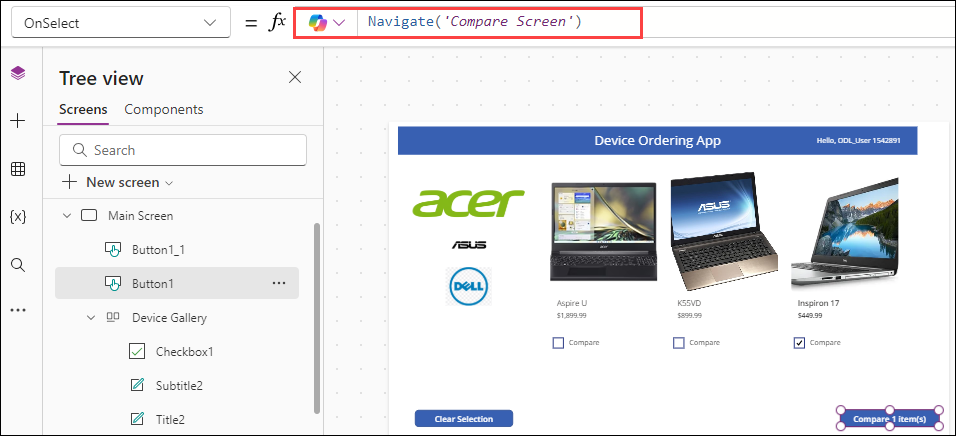 OnSelect
= fx
Navigate('Compare Screen')
Tree view
Screens Components
Search
New screen
{x}
Main Screen
Button1_1
Button1
Device Gallery
Checkbox1
Subtitle2
Title2
Device Ordering App
Hello, ODL_User 1542891
acer
ASUS
DELL
ASUS
Aspire U
$1,899.99
Compare
K55VD
$899.99
Compare
Inspiron 17
$449.99
Compare
Clear Selection
Compare 1 item(s)